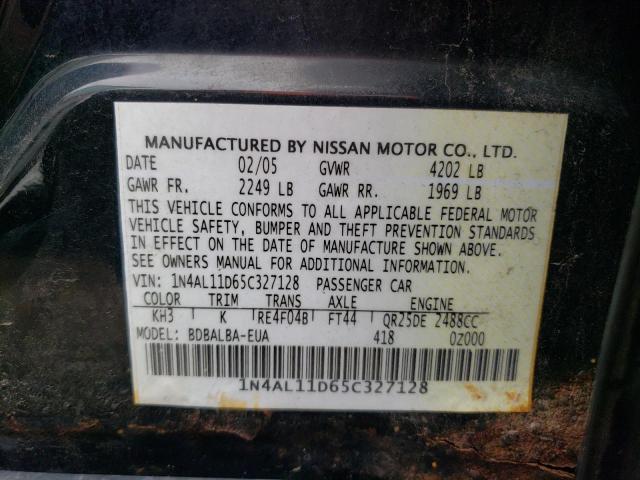 MANUFACTURED BY NISSAN MOTOR CO., LTD.
DATE 02/05 GVWR 4202 LB
GAWR FR. 2249 LB GAWR RR. 1969 LB
THIS VEHICLE CONFORMS TO ALL APPLICABLE FEDERAL MOTOR
VEHICLE SAFETY, BUMPER AND THEFT PREVENTION STANDARDS
IN EFFECT ON THE DATE OF MANUFACTURE SHOWN ABOVE.
SEE OWNERS MANUAL FOR ADDITIONAL INFORMATION.
VIN: 1N4AL11D65C327128 PASSENGER CAR
COLOR TRIM TRANS AXLE ENGINE
KH3 K RE4F04B FT44 QR25DE 2488CC
MODEL: BDBALBA-EUA 418 0Z000
1N4AL11D65C327128